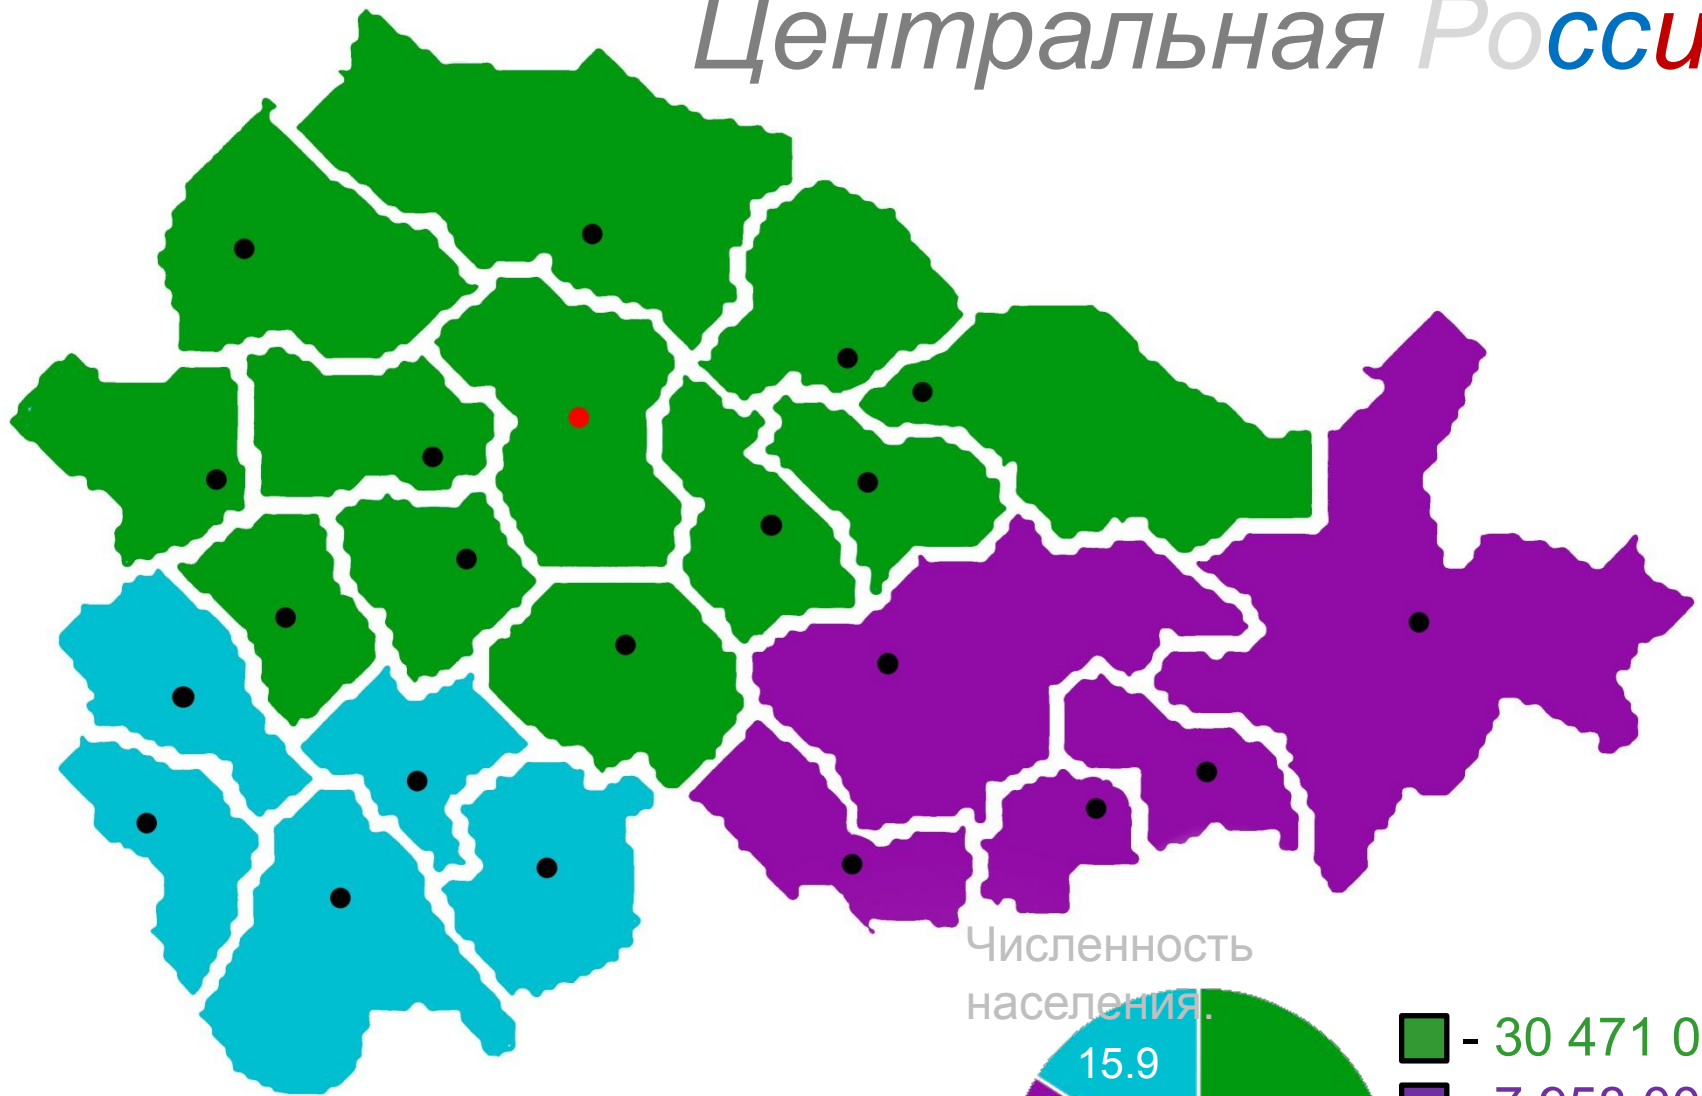 Центральная Росси
Численность
населения.
15.9
- 30 471 0